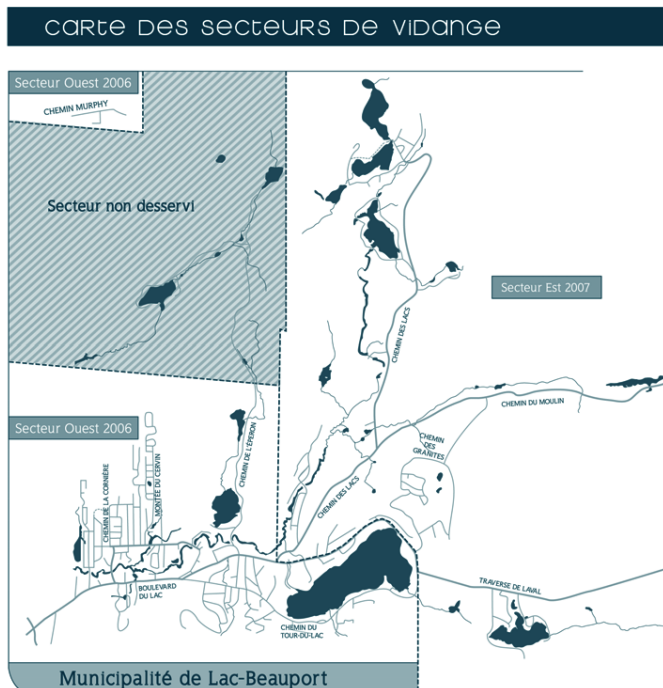 CARTE DES SECTEURS DE VIDANGE
Secteur Ouest 2006
CHEMIN MURPHY
Secteur non desservi
Secteur Est 2007
CHEMIN DES LACS
CHEMIN DU MOULIN
Secteur Ouest 2006
CHEMIN DE LA CORNIÈRE
MONTÉE DU CERVIN
CHEMIN DE L'ÉPERON
CHEMIN
DES
GRANITES
CHEMIN DES LACS
BOULEVARD
DU LAC
TRAVERSE DE LAVAL
CHEMIN DU
TOUR-DU-LAC
Municipalité de Lac-Beauport